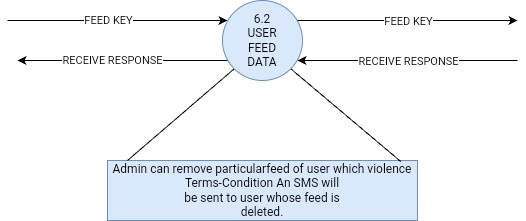 FEED KEY
6.2
USER
FEED
DATA
FEED KEY
RECEIVE RESPONSE
RECEIVE RESPONSE
Admin can remove particularfeed of user which violence
Terms-Condition An SMS will
be sent to user whose feed is
deleted.